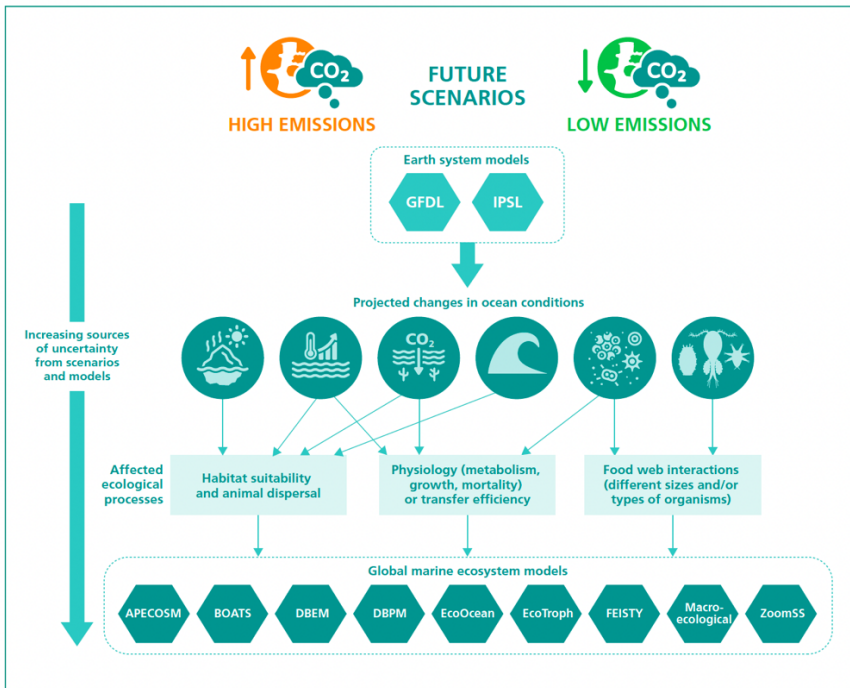 CO₂
FUTURE
SCENARIOS
CO₂
HIGH EMISSIONS
LOW EMISSIONS
Earth system models
GFDL
IPSL
Projected changes in ocean conditions
CO₂
Increasing sources
of uncertainty
from scenarios
and models
Affected
ecological
processes
Habitat suitability
and animal dispersal
Physiology (metabolism,
growth, mortality)
or transfer efficiency
Food web interactions
(different sizes and/or
types of organisms)
Global marine ecosystem models
APECOSM
BOATS
DBEM
DBPM
EcoOcean
EcoTroph
FEISTY
Macro-
ecological
ZoomSS